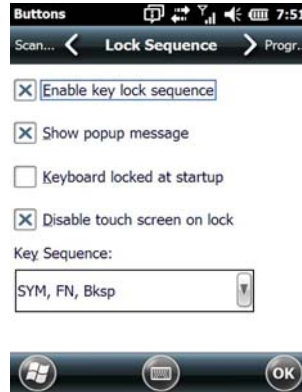 Buttons 7:51
Scan... Lock Sequence Progr...
Enable key lock sequence
Show popup message
Keyboard locked at startup
Disable touch screen on lock
Key Sequence:
SYM, FN, Bksp
OK